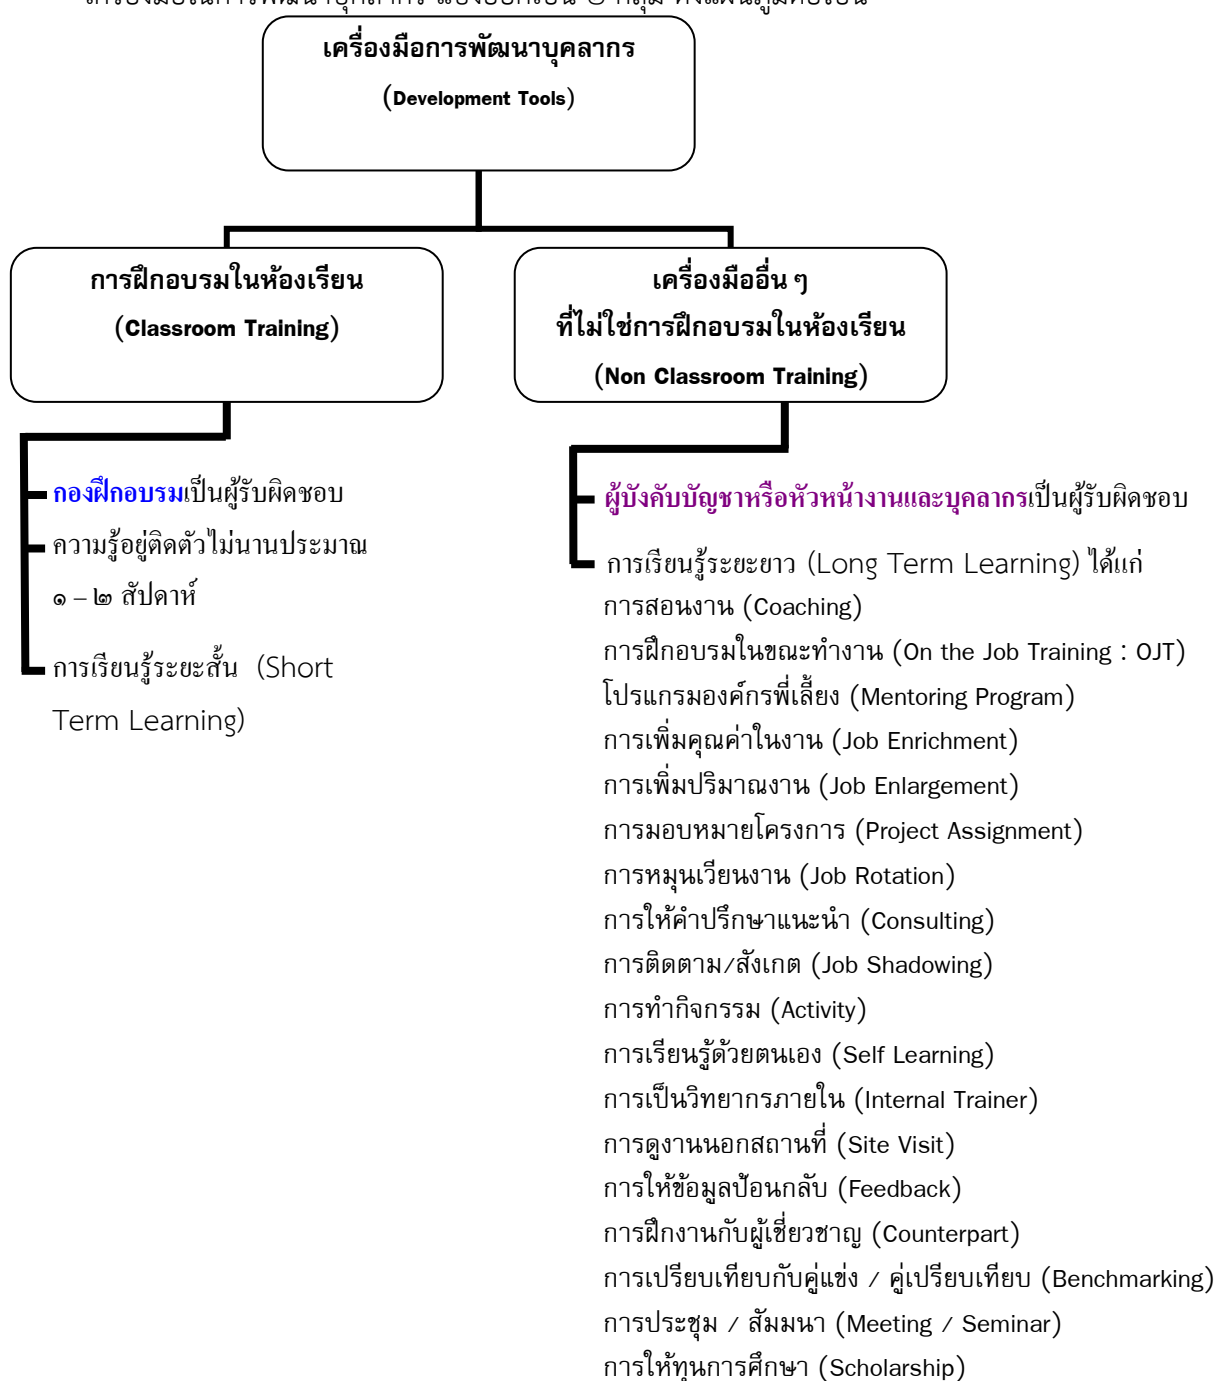 เครื่องมือการพัฒนาบุคลากร
(Development Tools)
การฝึกอบรมในห้องเรียน
(Classroom Training)
เครื่องมืออื่น ๆ
ที่ไม่ใช่การฝึกอบรมในห้องเรียน
(Non Classroom Training)
กองฝึกอบรมเป็นผู้รับผิดชอบ
ความรู้อยู่ติดตัวไม่นานประมาณ
๑ – ๒ สัปดาห์
การเรียนรู้ระยะสั้น (Short
Term Learning)
ผู้บังคับบัญชาหรือหัวหน้างานและบุคลากรเป็นผู้รับผิดชอบ
การเรียนรู้ระยะยาว (Long Term Learning) ได้แก่
การสอนงาน (Coaching)
การฝึกอบรมในขณะทำงาน (On the Job Training : OJT)
โปรแกรมองค์กรพี่เลี้ยง (Mentoring Program)
การเพิ่มคุณค่าในงาน (Job Enrichment)
การเพิ่มปริมาณงาน (Job Enlargement)
การมอบหมายโครงการ (Project Assignment)
การหมุนเวียนงาน (Job Rotation)
การให้คำปรึกษาแนะนำ (Consulting)
การติดตาม/สังเกต (Job Shadowing)
การทำกิจกรรม (Activity)
การเรียนรู้ด้วยตนเอง (Self Learning)
การเป็นวิทยากรภายใน (Internal Trainer)
การดูงานนอกสถานที่ (Site Visit)
การให้ข้อมูลป้อนกลับ (Feedback)
การฝึกงานกับผู้เชี่ยวชาญ (Counterpart)
การเปรียบเทียบกับคู่แข่ง / คู่เปรียบเทียบ (Benchmarking)
การประชุม / สัมมนา (Meeting / Seminar)
การให้ทุนการศึกษา (Scholarship)